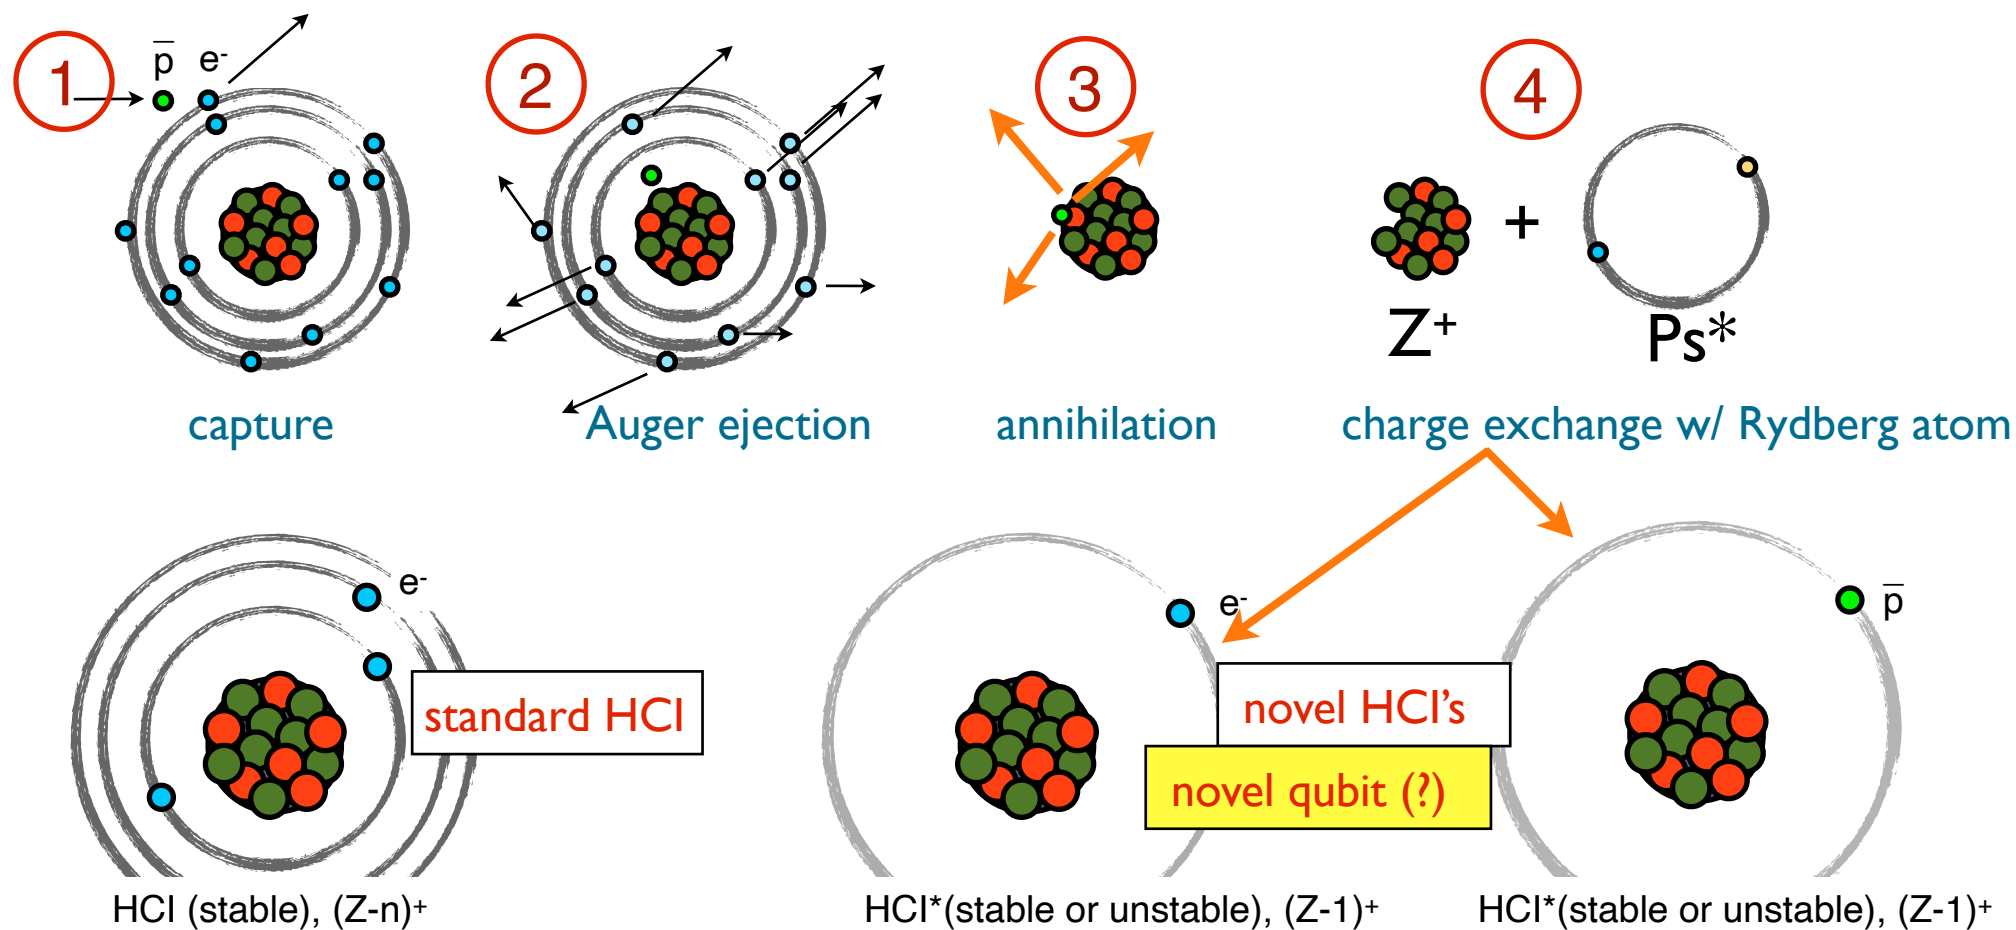 1
p̅ e⁻
2
3
4
+
Z⁺
Ps*
capture
Auger ejection
annihilation
charge exchange w/ Rydberg atom
e⁻
standard HCI
e⁻
novel HCI's
novel qubit (?)
p̅
HCI (stable), (Z-n)⁺
HCI*(stable or unstable), (Z-1)⁺
HCI*(stable or unstable), (Z-1)⁺